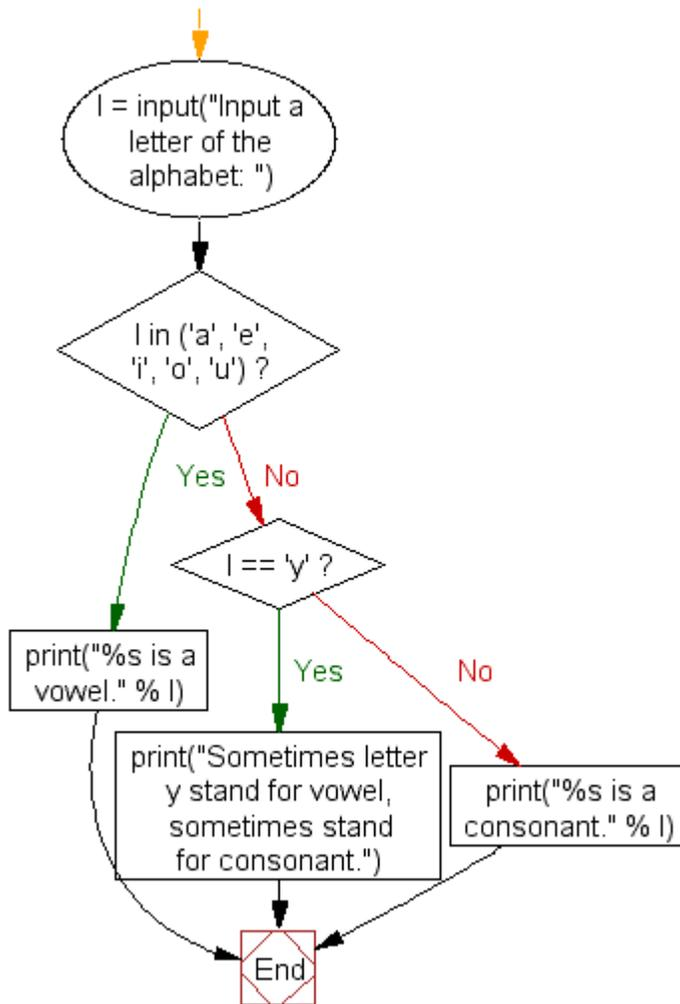 l = input("Input a
letter of the
alphabet: ")
l in ('a', 'e',
'i', 'o', 'u') ?
Yes
No
l == 'y' ?
print("%s is a
vowel." % l)
Yes
No
print("Sometimes letter
y stand for vowel,
sometimes stand
for consonant.")
print("%s is a
consonant." % l)
End